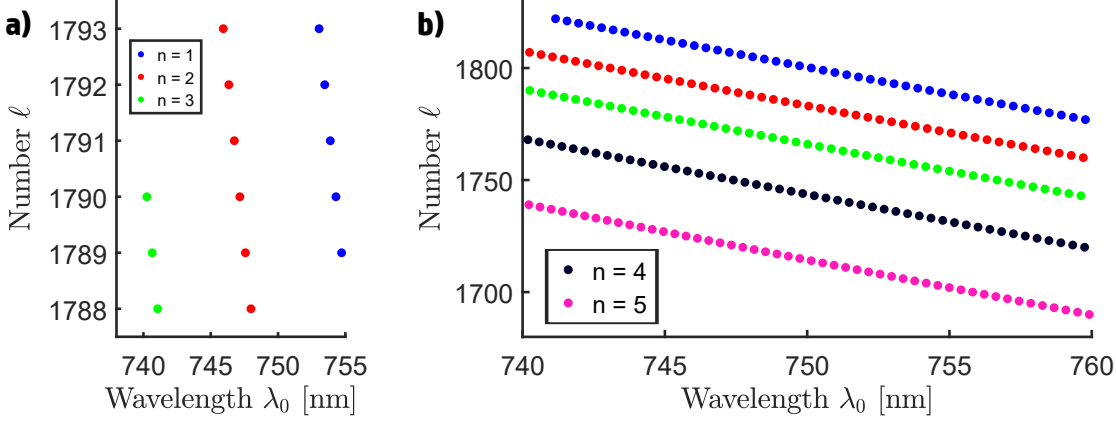 a)
1793
1792
1791
1790
1789
1788
Number ℓ
n = 1
n = 2
n = 3
740 745 750 755
Wavelength λ₀ [nm]
b)
1800
1750
1700
Number ℓ
n = 4
n = 5
740 745 750 755 760
Wavelength λ₀ [nm]